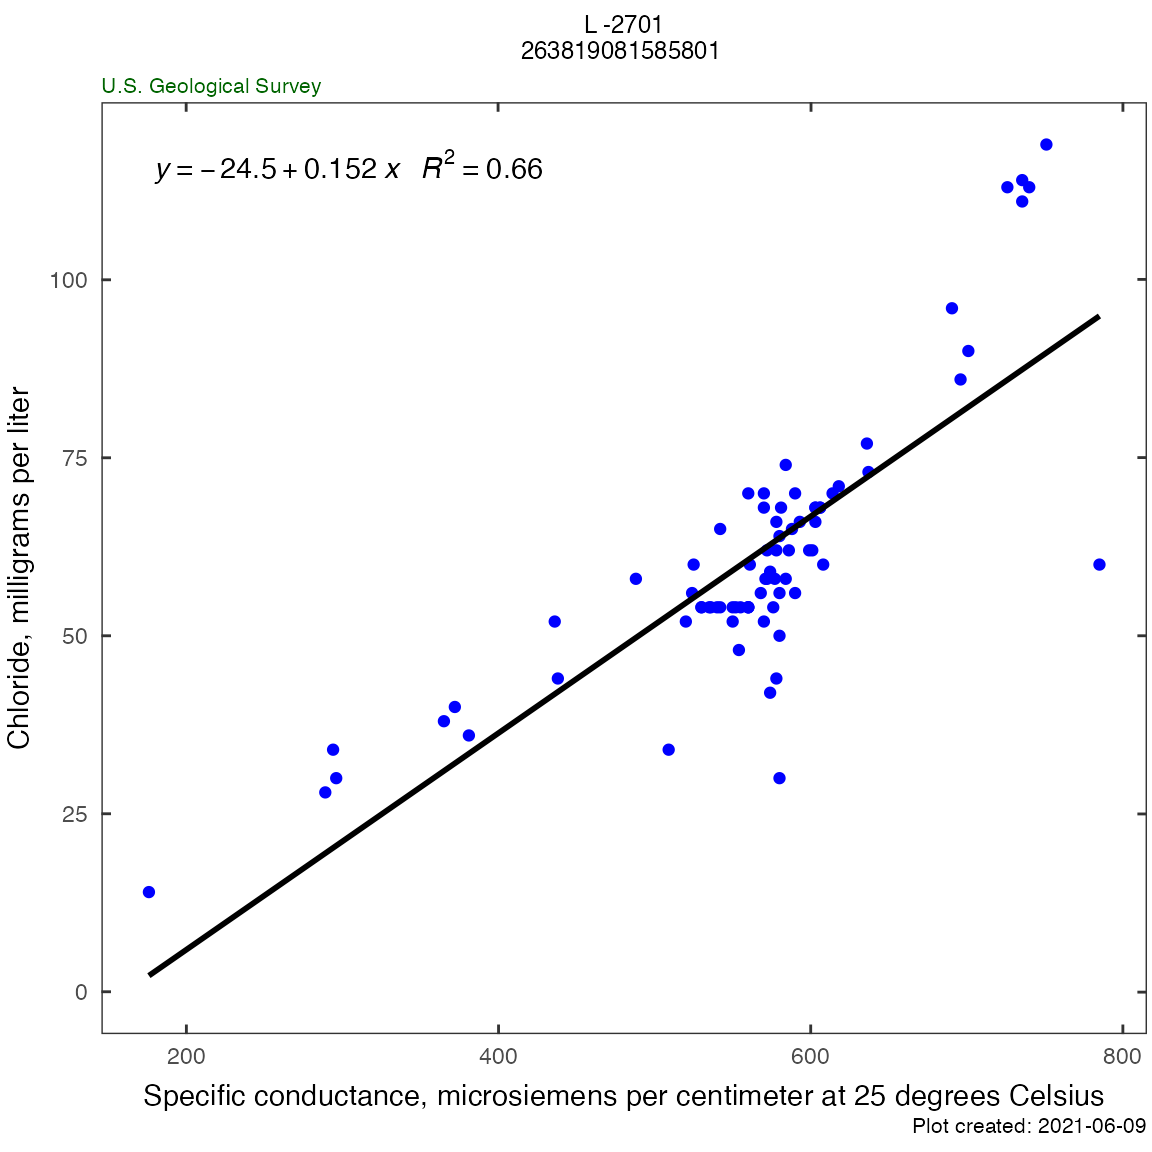 L -2701
263819081585801
U.S. Geological Survey
y = − 24.5 + 0.152 x   R² = 0.66
100
75
50
25
0
Chloride, milligrams per liter
200 400 600 800
Specific conductance, microsiemens per centimeter at 25 degrees Celsius
Plot created: 2021-06-09